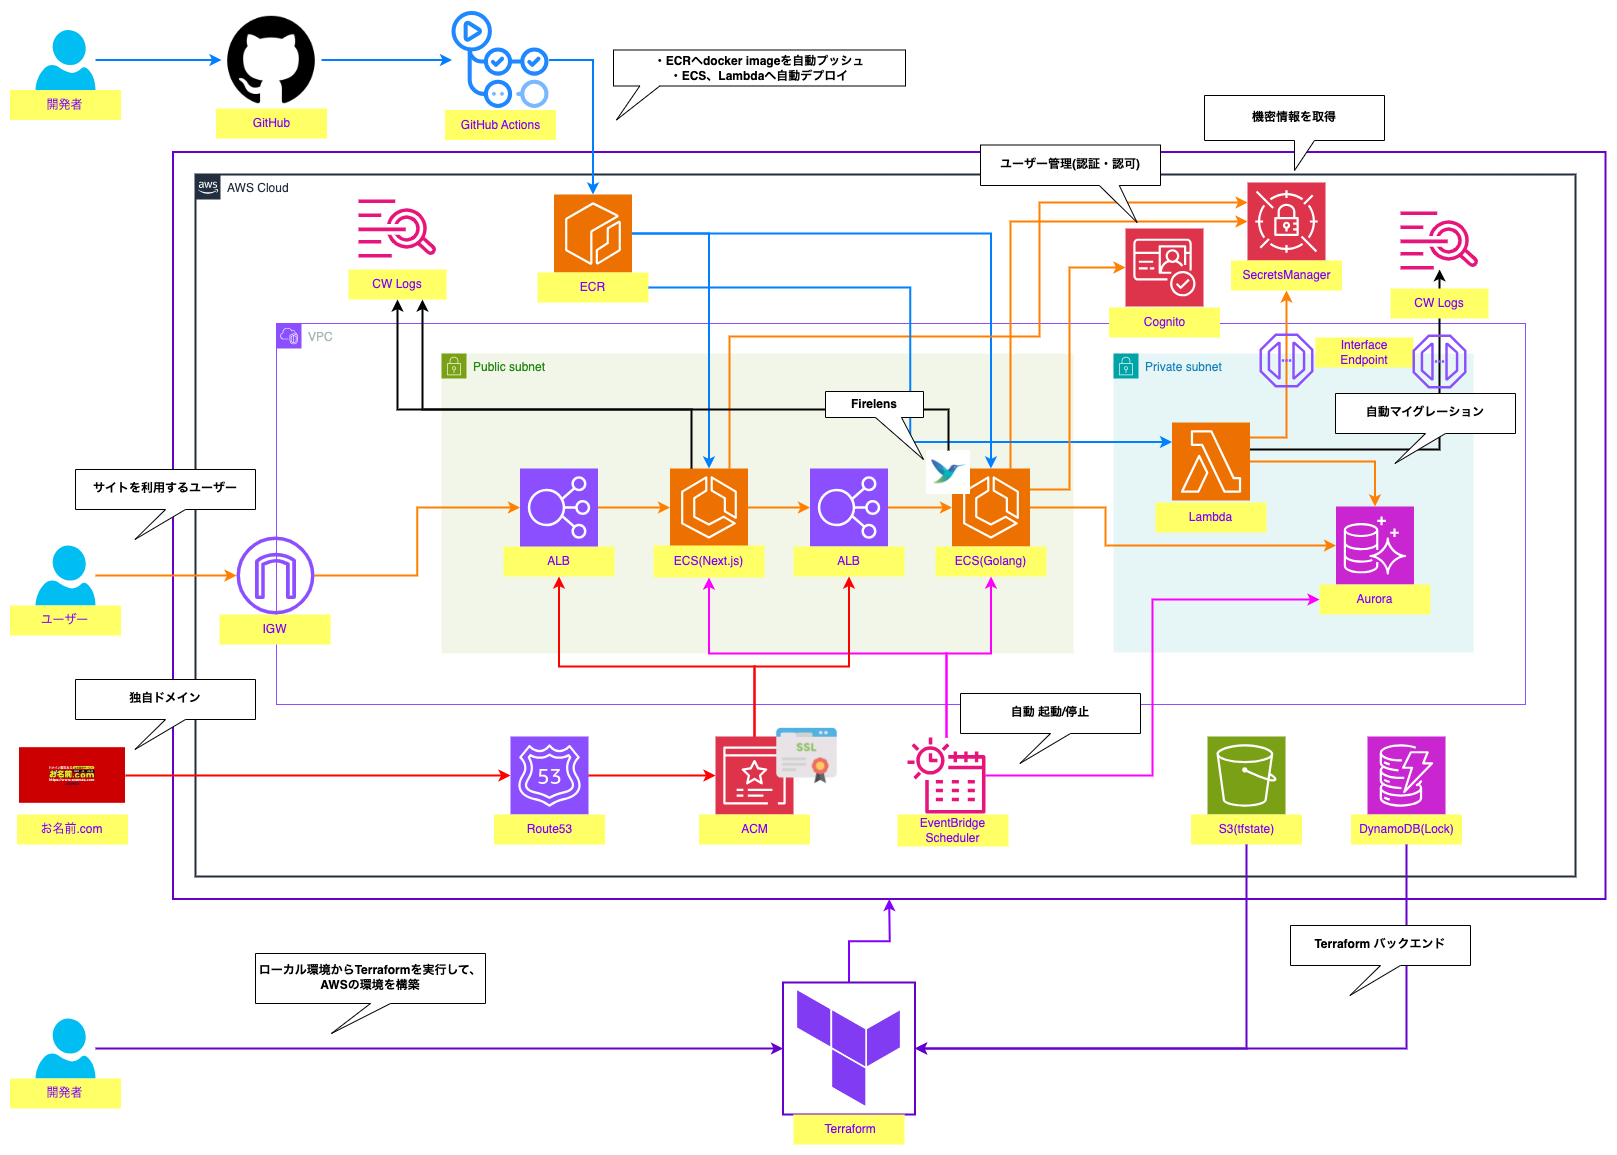 ・ECRへdocker imageを自動プッシュ
・ECS、Lambdaへ自動デプロイ
開発者
GitHub
GitHub Actions
機密情報を取得
ユーザー管理(認証・認可)
aws
AWS Cloud
CW Logs
ECR
SecretsManager
Cognito
CW Logs
VPC
Interface
Endpoint
Public subnet
Private subnet
Firelens
自動マイグレーション
サイトを利用するユーザー
Lambda
ALB
ECS(Next.js)
ALB
ECS(Golang)
Aurora
ユーザー
IGW
独自ドメイン
自動 起動/停止
SSL
53
お名前.com
お名前.com
Route53
ACM
EventBridge
Scheduler
S3(tfstate)
DynamoDB(Lock)
Terraform バックエンド
ローカル環境からTerraformを実行して、
AWSの環境を構築
開発者
Terraform